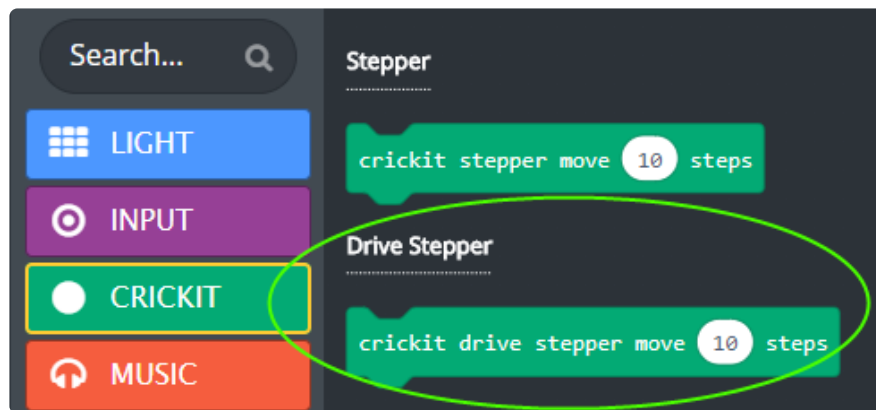 Search...
LIGHT
INPUT
CRICKIT
MUSIC
Stepper
crickit stepper move 10 steps
Drive Stepper
crickit drive stepper move 10 steps